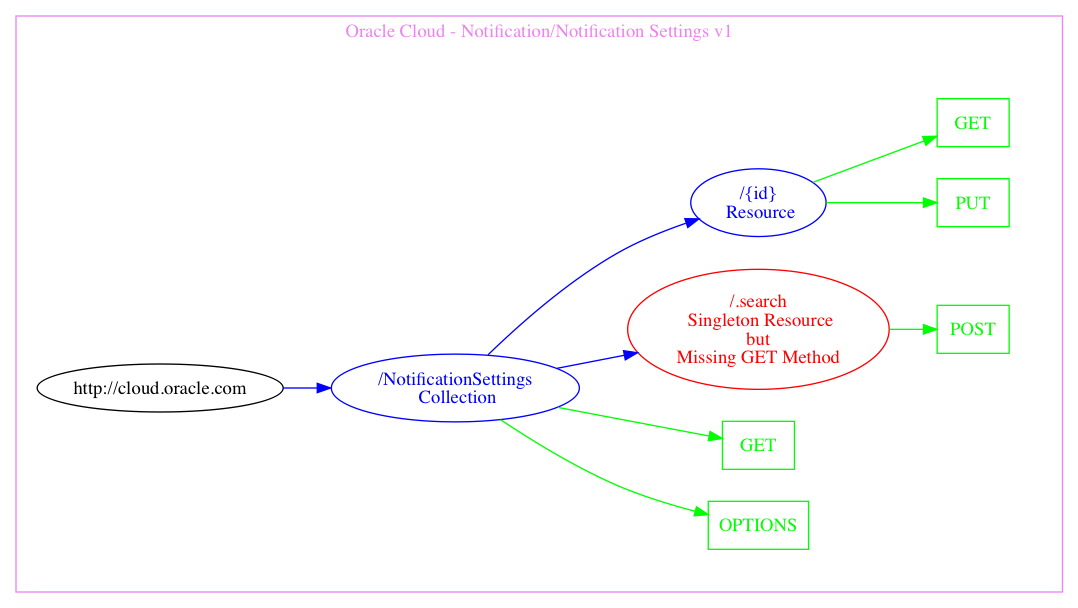 Oracle Cloud - Notification/Notification Settings v1
GET
/{id}
Resource
PUT
/.search
Singleton Resource
but
Missing GET Method
POST
http://cloud.oracle.com
/NotificationSettings
Collection
GET
OPTIONS